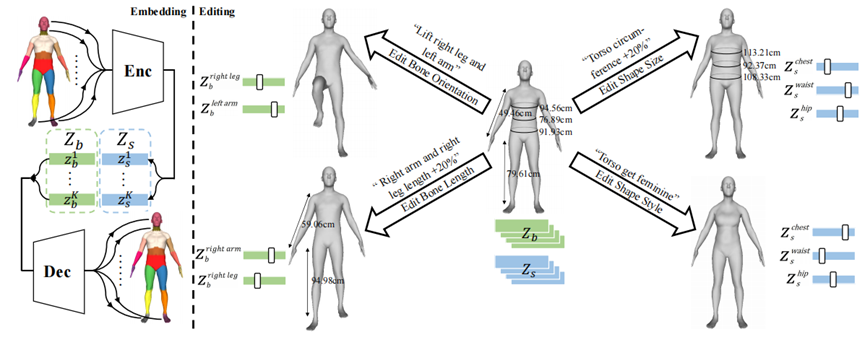 Embedding
Editing
Enc
Z_b Z_s
z_b^1 z_s^1
z_b^K z_s^K
Dec
Z_b^{right leg}
Z_b^{left arm}
"Lift right leg and
left arm"
Edit Bone Orientation
"Torso circum-
ference +20%"
Edit Shape Size
113.21cm
92.37cm
108.33cm
Z_s^{chest}
Z_s^{waist}
Z_s^{hip}
49.46cm
94.56cm
76.89cm
91.93cm
79.61cm
Z_b
Z_s
" Right arm and right
leg length +20%"
Edit Bone Length
59.06cm
94.98cm
Z_b^{right arm}
Z_b^{right leg}
"Torso get feminine"
Edit Shape Style
Z_s^{chest}
Z_s^{waist}
Z_s^{hip}